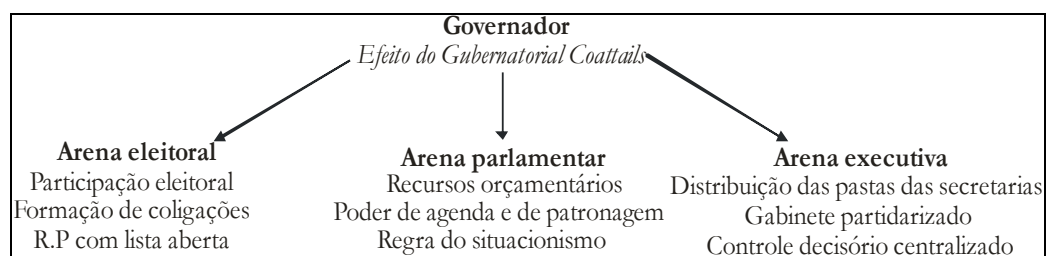 Governador
Efeito do Gubernatorial Coattails
Arena eleitoral
Participação eleitoral
Formação de coligações
R.P com lista aberta
Arena parlamentar
Recursos orçamentários
Poder de agenda e de patronagem
Regra do situacionismo
Arena executiva
Distribuição das pastas das secretarias
Gabinete partidarizado
Controle decisório centralizado